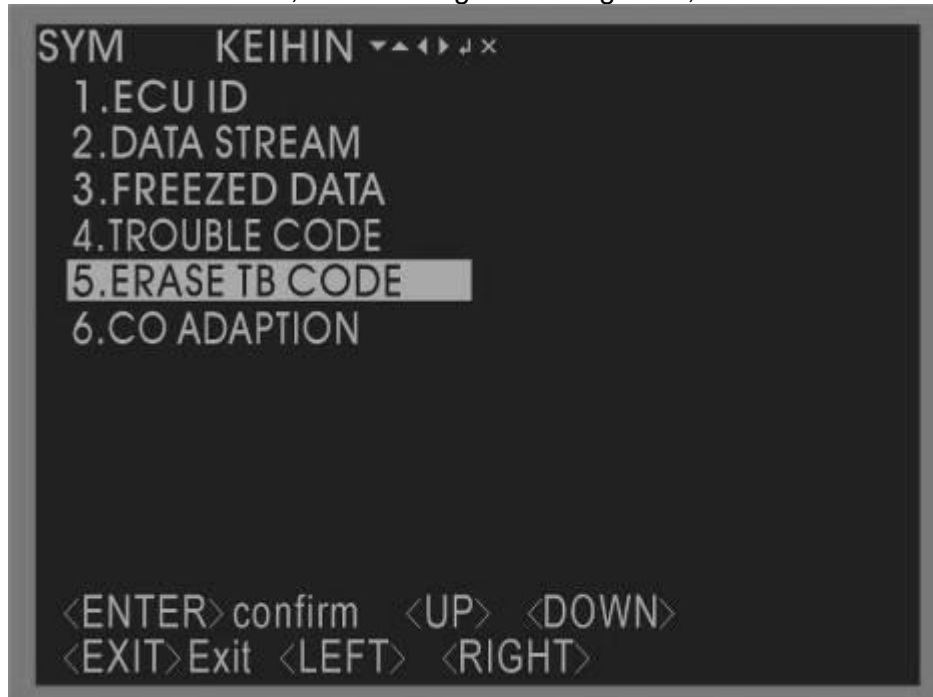 SYM KEIHIN ▼▲◀▶↲×
1.ECU ID
2.DATA STREAM
3.FREEZED DATA
4.TROUBLE CODE
5.ERASE TB CODE
6.CO ADAPTION
<ENTER>confirm <UP> <DOWN>
<EXIT>Exit <LEFT> <RIGHT>